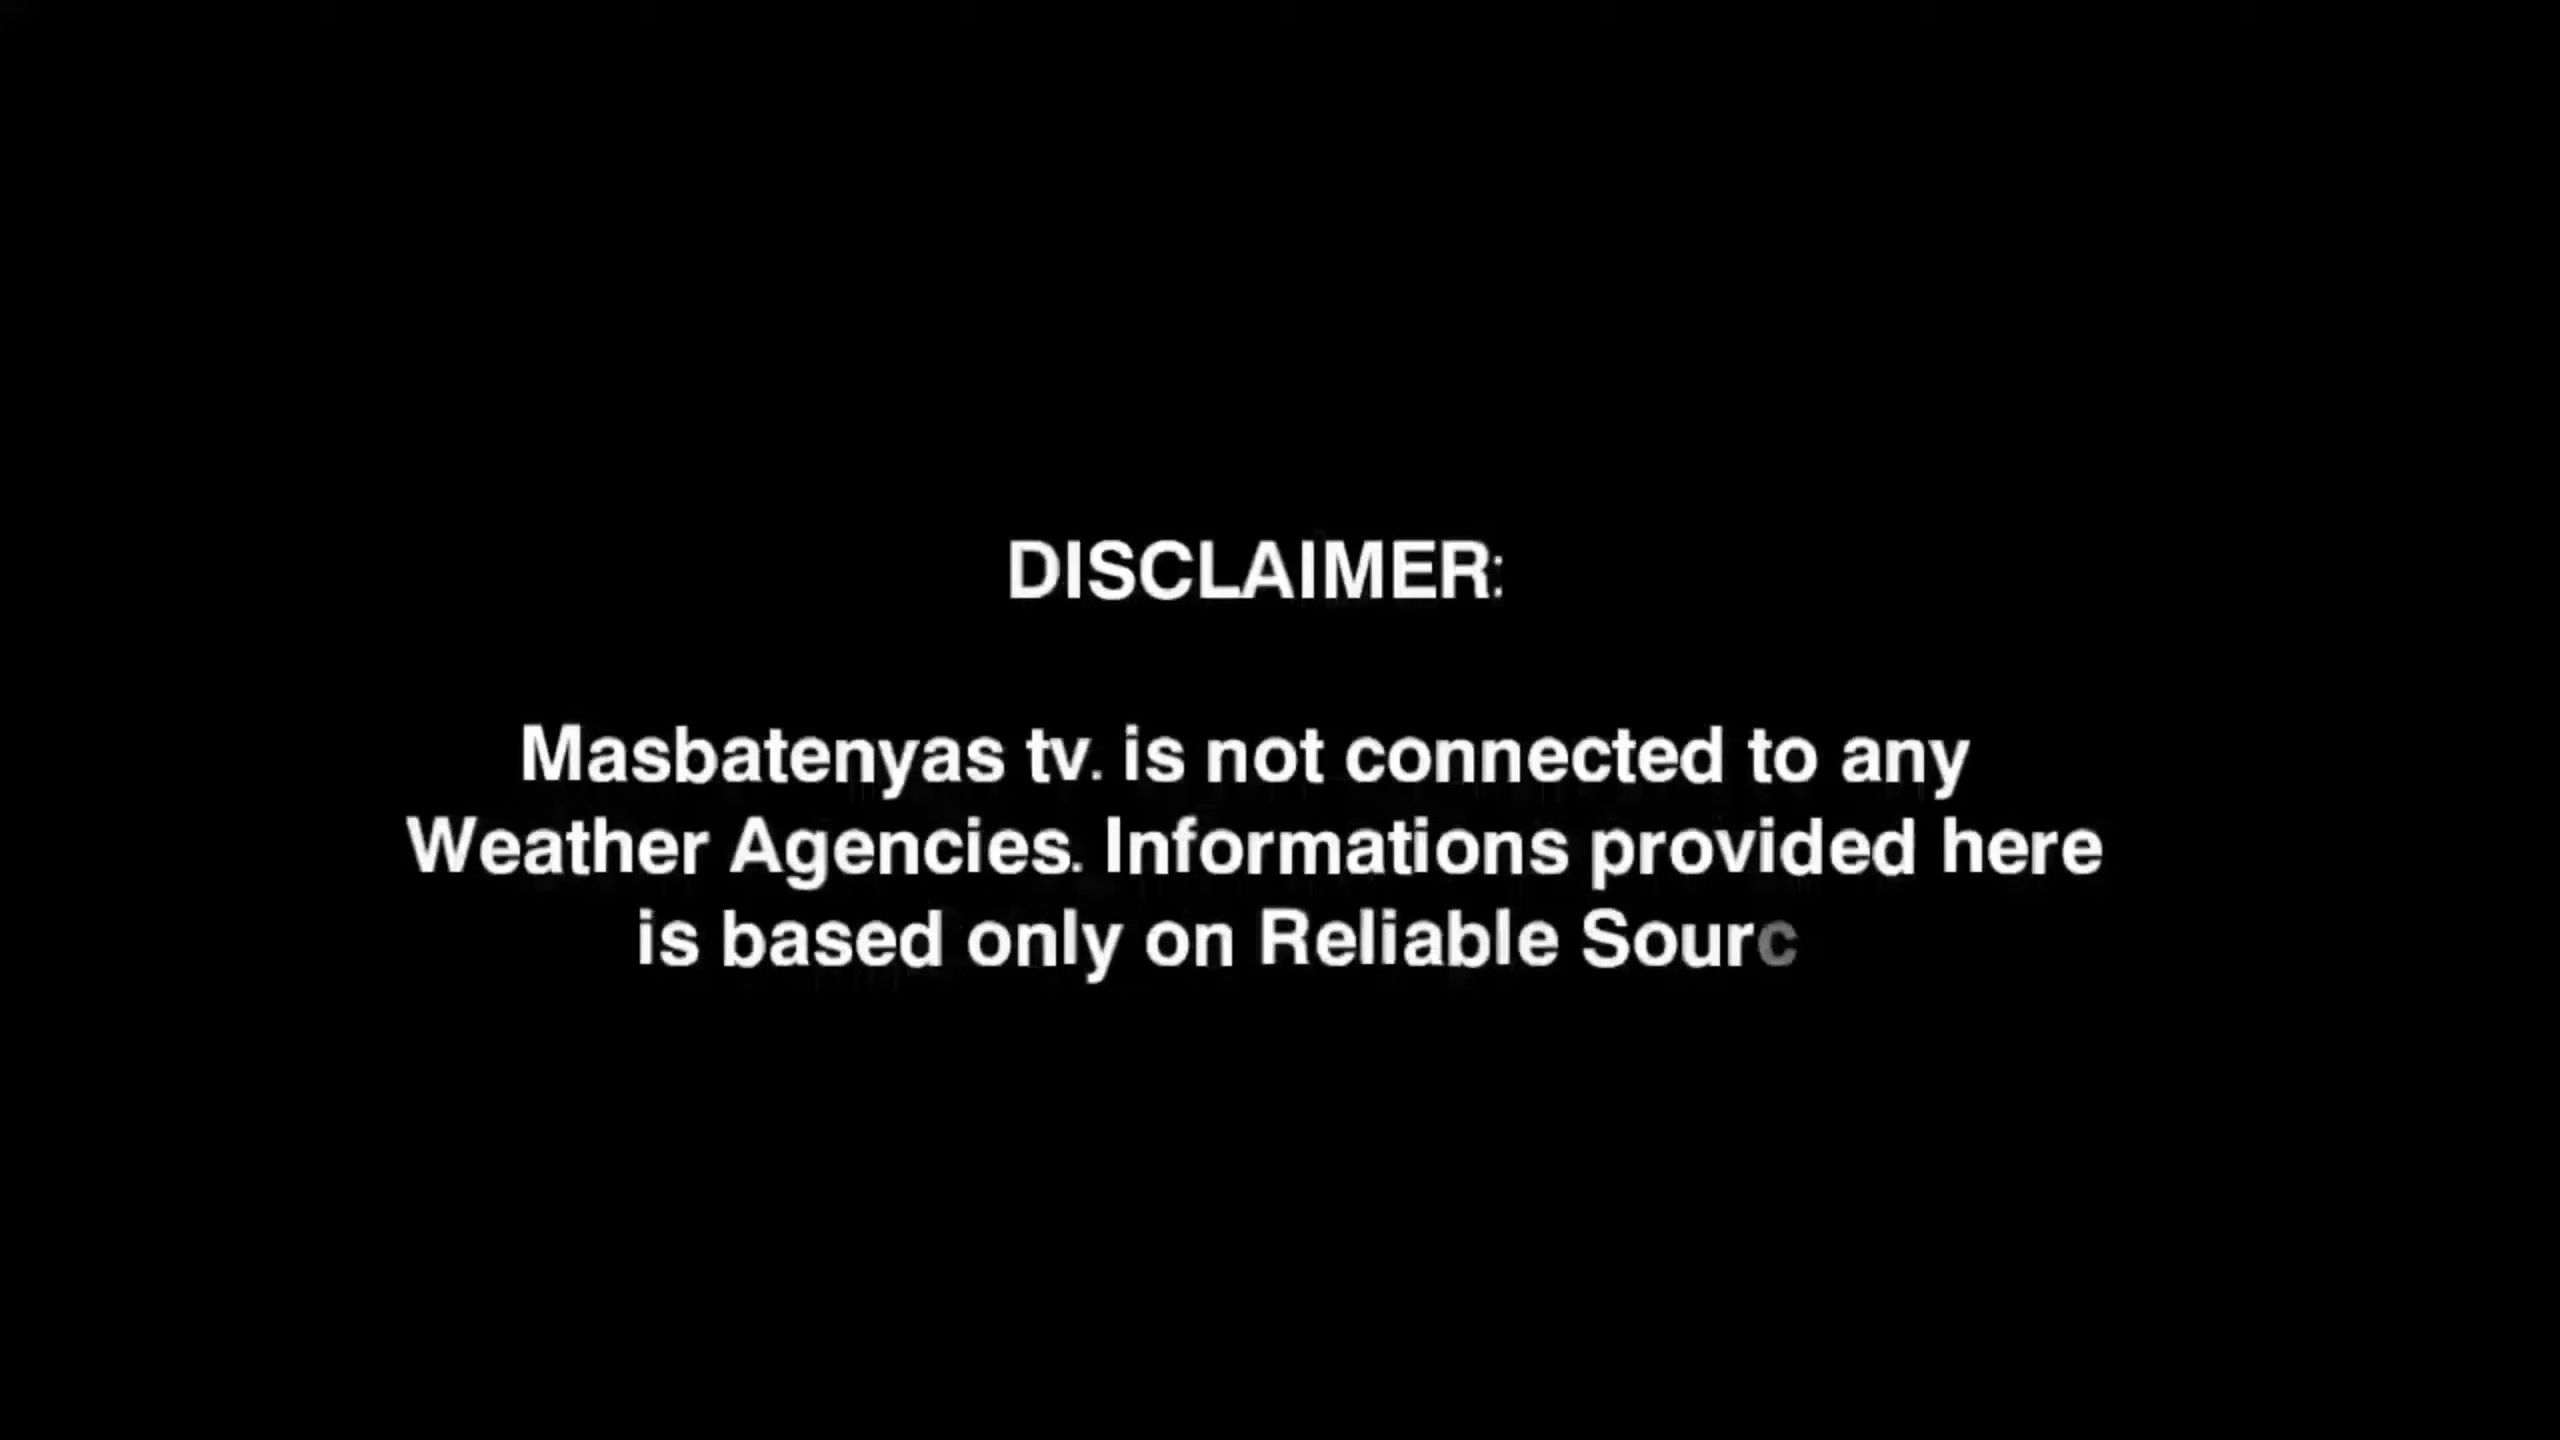 DISCLAIMER:
Masbatenyas tv. is not connected to any
Weather Agencies. Informations provided here
is based only on Reliable Sourc